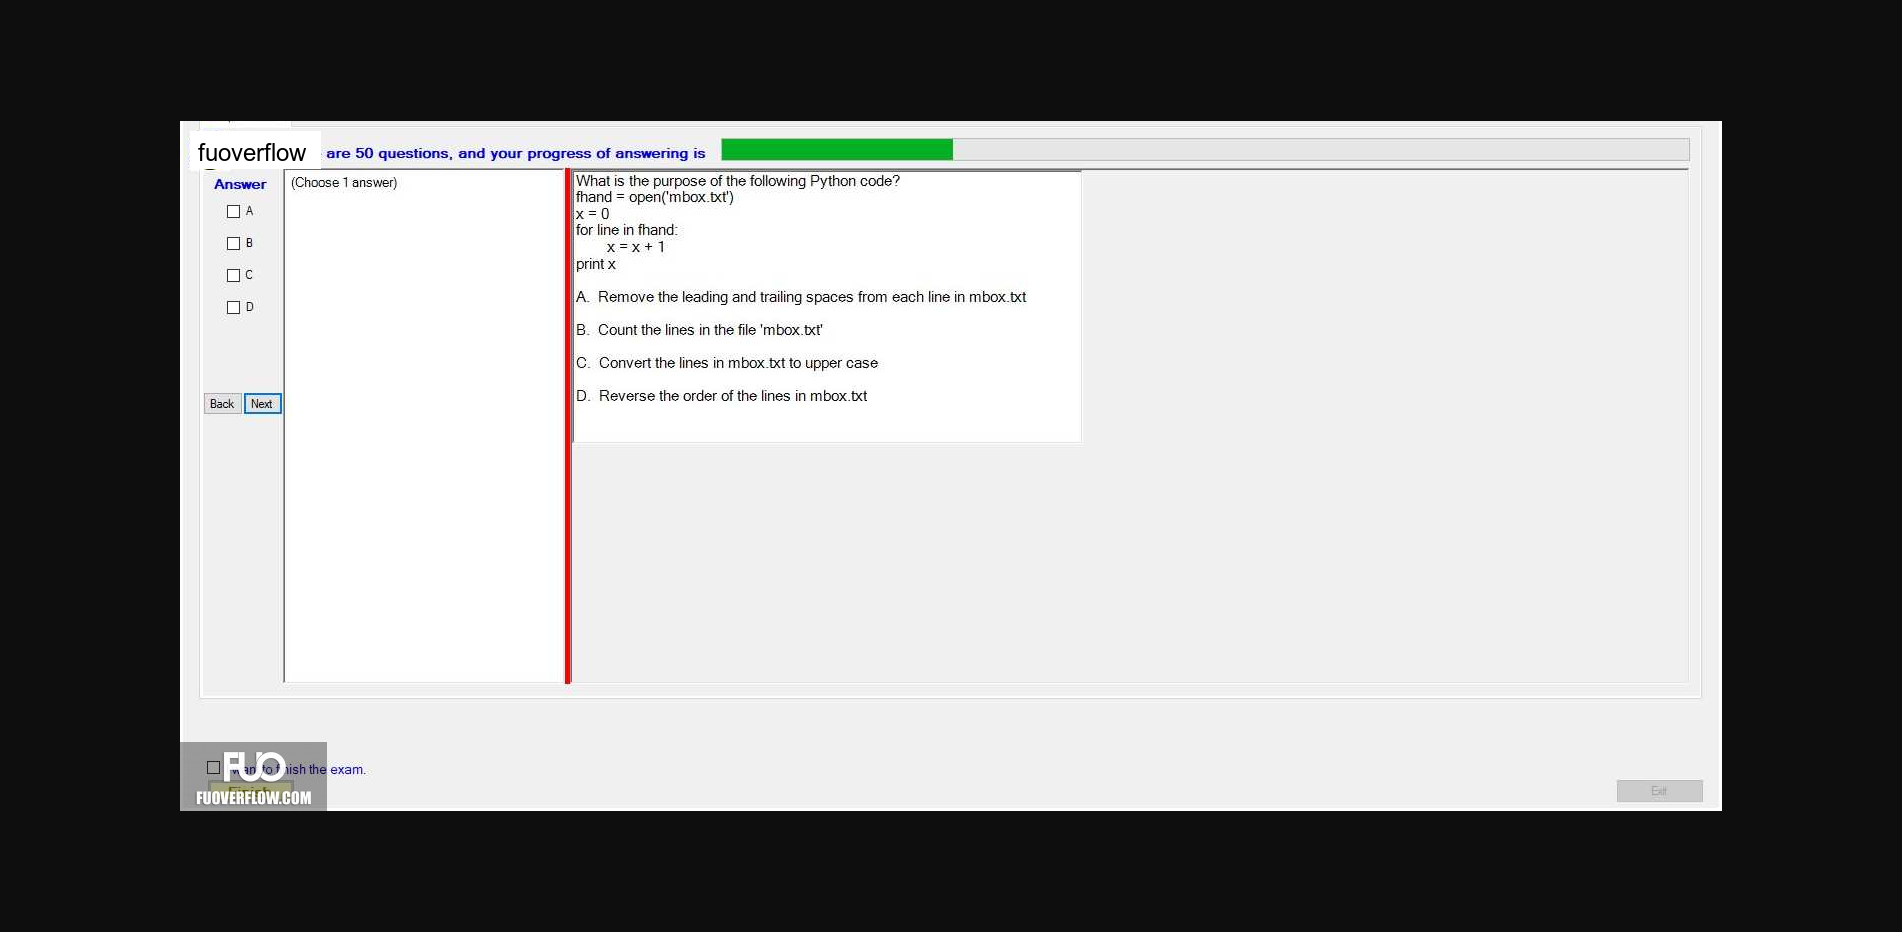 fuoverflow are 50 questions, and your progress of answering is
Answer
(Choose 1 answer)
A
B
C
D
Back Next
What is the purpose of the following Python code?
fhand = open('mbox.txt')
x = 0
for line in fhand:
x = x + 1
print x
A. Remove the leading and trailing spaces from each line in mbox.txt
B. Count the lines in the file 'mbox.txt'
C. Convert the lines in mbox.txt to upper case
D. Reverse the order of the lines in mbox.txt
FUO
want to finish the exam.
Finish
FUOVERFLOW.COM
Exit